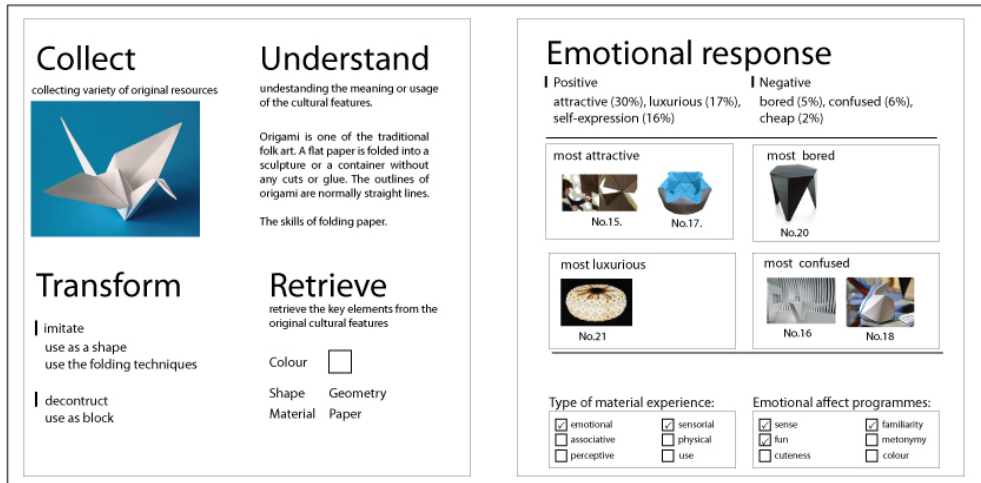 Collect
collecting variety of original resources
Understand
undestanding the meaning or usage
of the cultural features.
Origami is one of the traditional
folk art. A flat paper is folded into a
sculpture or a container without
any cuts or glue. The outlines of
origami are normally straight lines.
The skills of folding paper.
Transform
imitate
use as a shape
use the folding techniques
decontruct
use as block
Retrieve
retrieve the key elements from the
original cultural features
Colour
Shape Geometry
Material Paper
Emotional response
Positive
attractive (30%), luxurious (17%),
self-expression (16%)
Negative
bored (5%), confused (6%),
cheap (2%)
most attractive
No.15. No.17.
most bored
No.20
most luxurious
No.21
most confused
No.16 No.18
Type of material experience:
emotional sensorial
associative physical
perceptive use
Emotional affect programmes:
sense familiarity
fun metonymy
cuteness colour